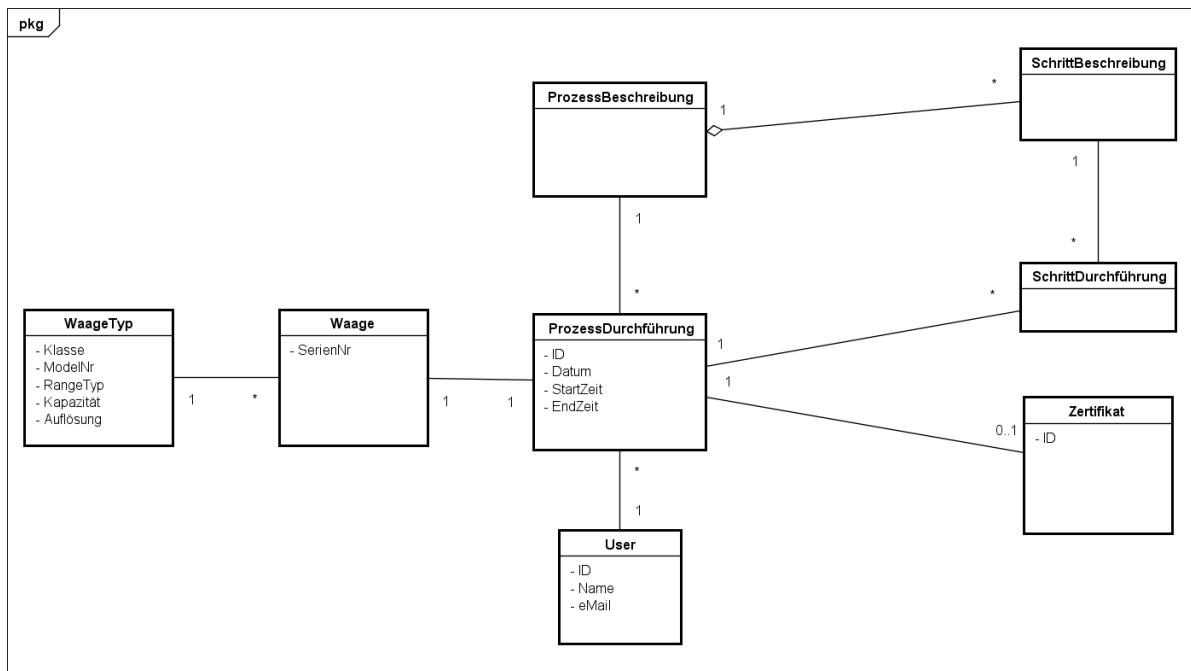 pkg
SchrittBeschreibung
ProzessBeschreibung
1
*
1
1
*
SchrittDurchführung
*
*
WaageTyp
- Klasse
- ModelNr
- RangeTyp
- Kapazität
- Auflösung
1
*
Waage
- SerienNr
1
1
ProzessDurchführung
- ID
- Datum
- StartZeit
- EndZeit
1
1
0..1
Zertifikat
- ID
*
1
User
- ID
- Name
- eMail